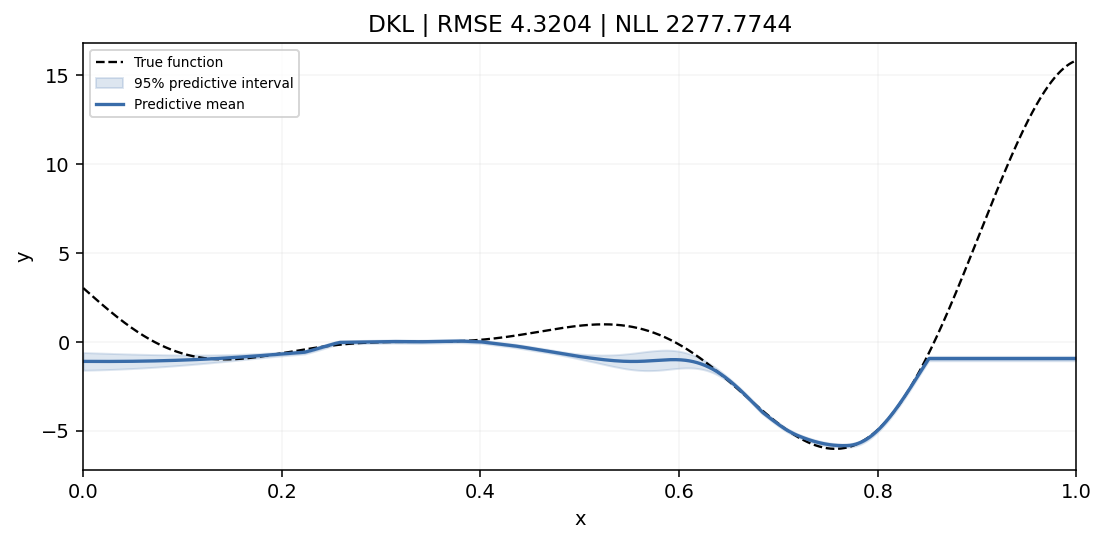 DKL | RMSE 4.3204 | NLL 2277.7744
True function
95% predictive interval
Predictive mean
15
10
5
0
−5
y
0.0 0.2 0.4 0.6 0.8 1.0
x